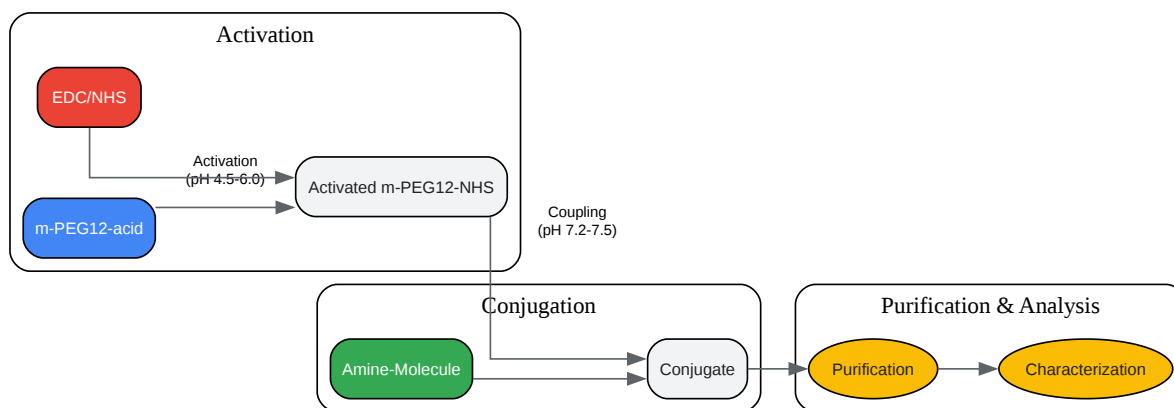 Activation
EDC/NHS
Activation
(pH 4.5-6.0)
Activated m-PEG12-NHS
m-PEG12-acid
Coupling
(pH 7.2-7.5)
Conjugation
Amine-Molecule
Conjugate
Purification & Analysis
Purification
Characterization